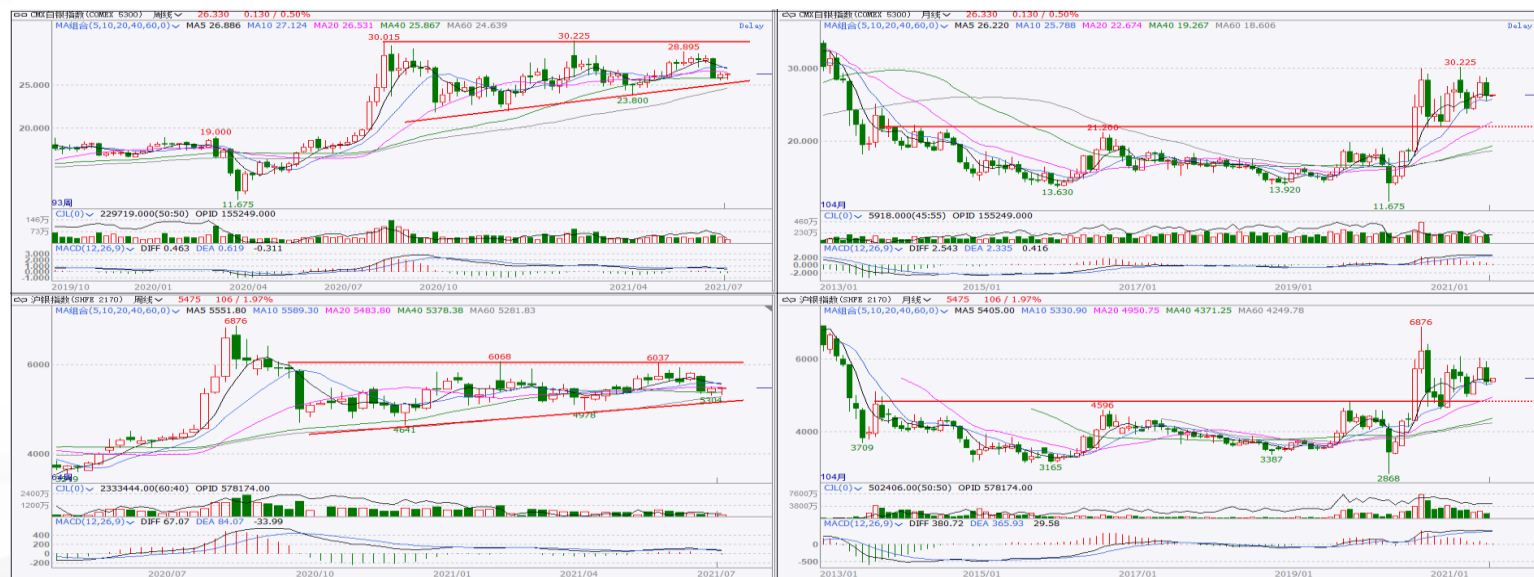 CMX白银指数(COMEX 5300) 周线 26.330 0.130 / 0.50%
MA组合(5,10,20,40,60,0) MA5 26.886 MA10 27.124 MA20 26.531 MA40 25.867 MA60 24.639 Delay
30.015
30.225
28.895
25.000
23.800
20.000
19.000
11.675
93周
CJL(0) 229719.000(50:50) OPID 155249.000
146万
73万
MACD(12,26,9) DIFF 0.463 DEA 0.619 -0.311
3.000
2.000
1.000
0.000
-1.000
2019/10 2020/01 2020/04 2020/07 2020/10 2021/04 2021/07
CMX白银指数(COMEX 5300) 月线 26.330 0.130 / 0.50%
MA组合(5,10,20,40,60,0) MA5 26.220 MA10 25.788 MA20 22.674 MA40 19.267 MA60 18.606 Delay
30.225
30.000
21.200
20.000
13.630
13.920
11.675
104月
CJL(0) 5918.000(45:55) OPID 155249.000
460万
230万
MACD(12,26,9) DIFF 2.543 DEA 2.335 0.416
2.000
0.000
-2.000
2013/01 2015/01 2017/01 2019/01 2021/01
沪银指数(SHFE 2170) 周线 5475 106 / 1.97%
MA组合(5,10,20,40,60,0) MA5 5551.80 MA10 5589.30 MA20 5483.80 MA40 5378.38 MA60 5281.83
6876
6068
6037
6000
5304
4978
4641
4000
CJL(0) 2333444.00(60:40) OPID 578174.00
2400万
1200万
MACD(12,26,9) DIFF 67.07 DEA 84.07 -33.99
400
200
0
-200
2020/07 2020/10 2021/01 2021/04 2021/07
沪银指数(SHFE 2170) 月线 5475 106 / 1.97%
MA组合(5,10,20,40,60,0) MA5 5405.00 MA10 5330.90 MA20 4950.75 MA40 4371.25 MA60 4249.78
6876
6000
4596
4000
3709
3165
3387
2868
104月
CJL(0) 502406.00(50:50) OPID 578174.00
7600万
3800万
MACD(12,26,9) DIFF 380.72 DEA 365.93 29.58
0
-500
2013/01 2015/01 2017/01 2019/01 2021/01